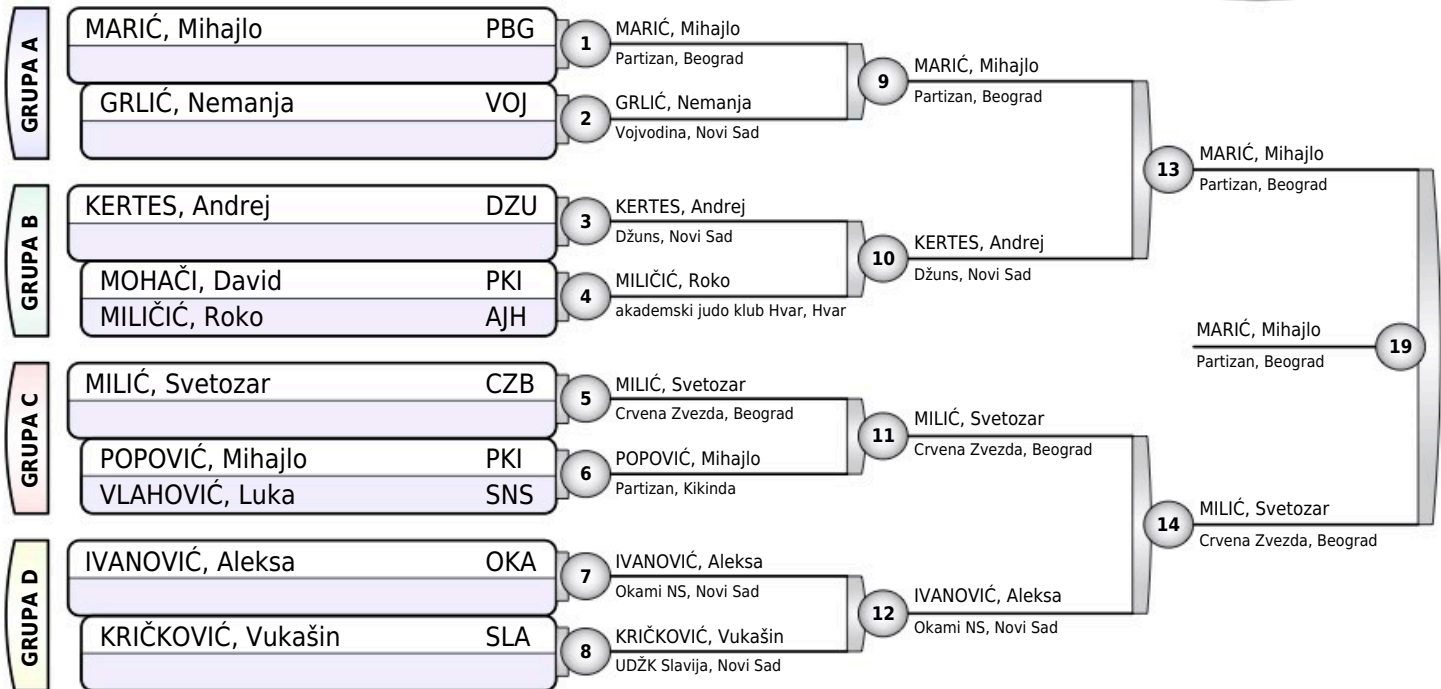 GRUPA A
MARIĆ, Mihajlo PBG
GRLIĆ, Nemanja VOJ
1
MARIĆ, Mihajlo
Partizan, Beograd
2
GRLIĆ, Nemanja
Vojvodina, Novi Sad
9
MARIĆ, Mihajlo
Partizan, Beograd
GRUPA B
KERTES, Andrej DZU
MOHAČI, David PKI
MILIČIĆ, Roko AJH
3
KERTES, Andrej
Džuns, Novi Sad
4
MILIČIĆ, Roko
akademski judo klub Hvar, Hvar
10
KERTES, Andrej
Džuns, Novi Sad
13
MARIĆ, Mihajlo
Partizan, Beograd
GRUPA C
MILIĆ, Svetozar CZB
POPOVIĆ, Mihajlo PKI
VLAHOVIĆ, Luka SNS
5
MILIĆ, Svetozar
Crvena Zvezda, Beograd
6
POPOVIĆ, Mihajlo
Partizan, Kikinda
11
MILIĆ, Svetozar
Crvena Zvezda, Beograd
GRUPA D
IVANOVIĆ, Aleksa OKA
KRIČKOVIĆ, Vukašin SLA
7
IVANOVIĆ, Aleksa
Okami NS, Novi Sad
8
KRIČKOVIĆ, Vukašin
UDŽK Slavija, Novi Sad
12
IVANOVIĆ, Aleksa
Okami NS, Novi Sad
14
MILIĆ, Svetozar
Crvena Zvezda, Beograd
MARIĆ, Mihajlo
Partizan, Beograd
19